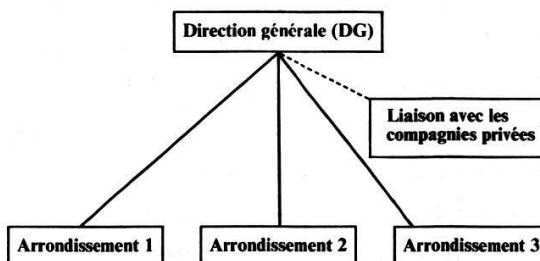 Direction générale (DG)
Liaison avec les
compagnies privées
Arrondissement 1
Arrondissement 2
Arrondissement 3